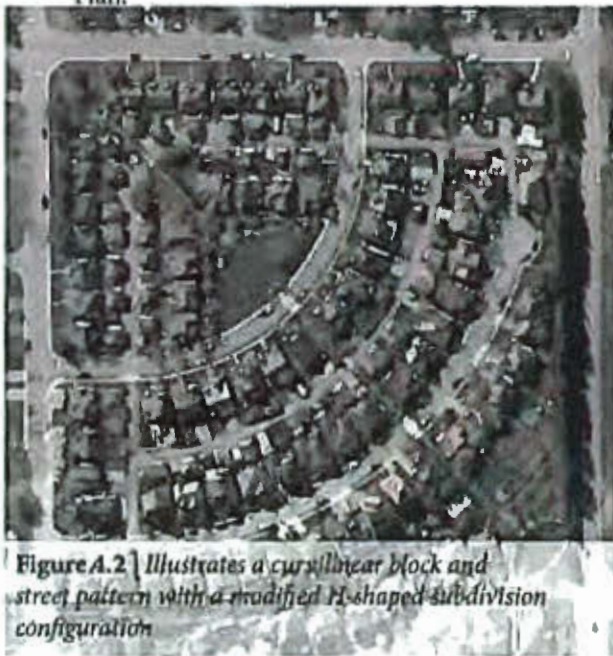 Figure A.2 | Illustrates a curvilinear block and
street pattern with a modified H-shaped subdivision
configuration